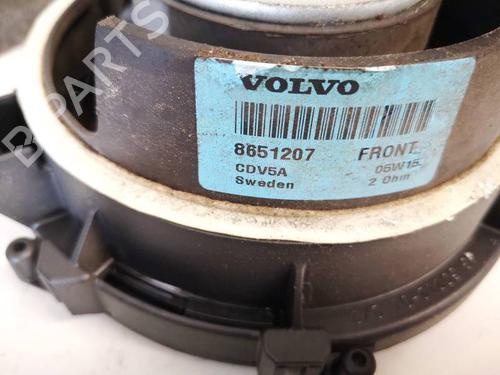 B-PARTS
VOLVO
8651207 FRONT
CDV5A 05W15
Sweden 2 Ohm